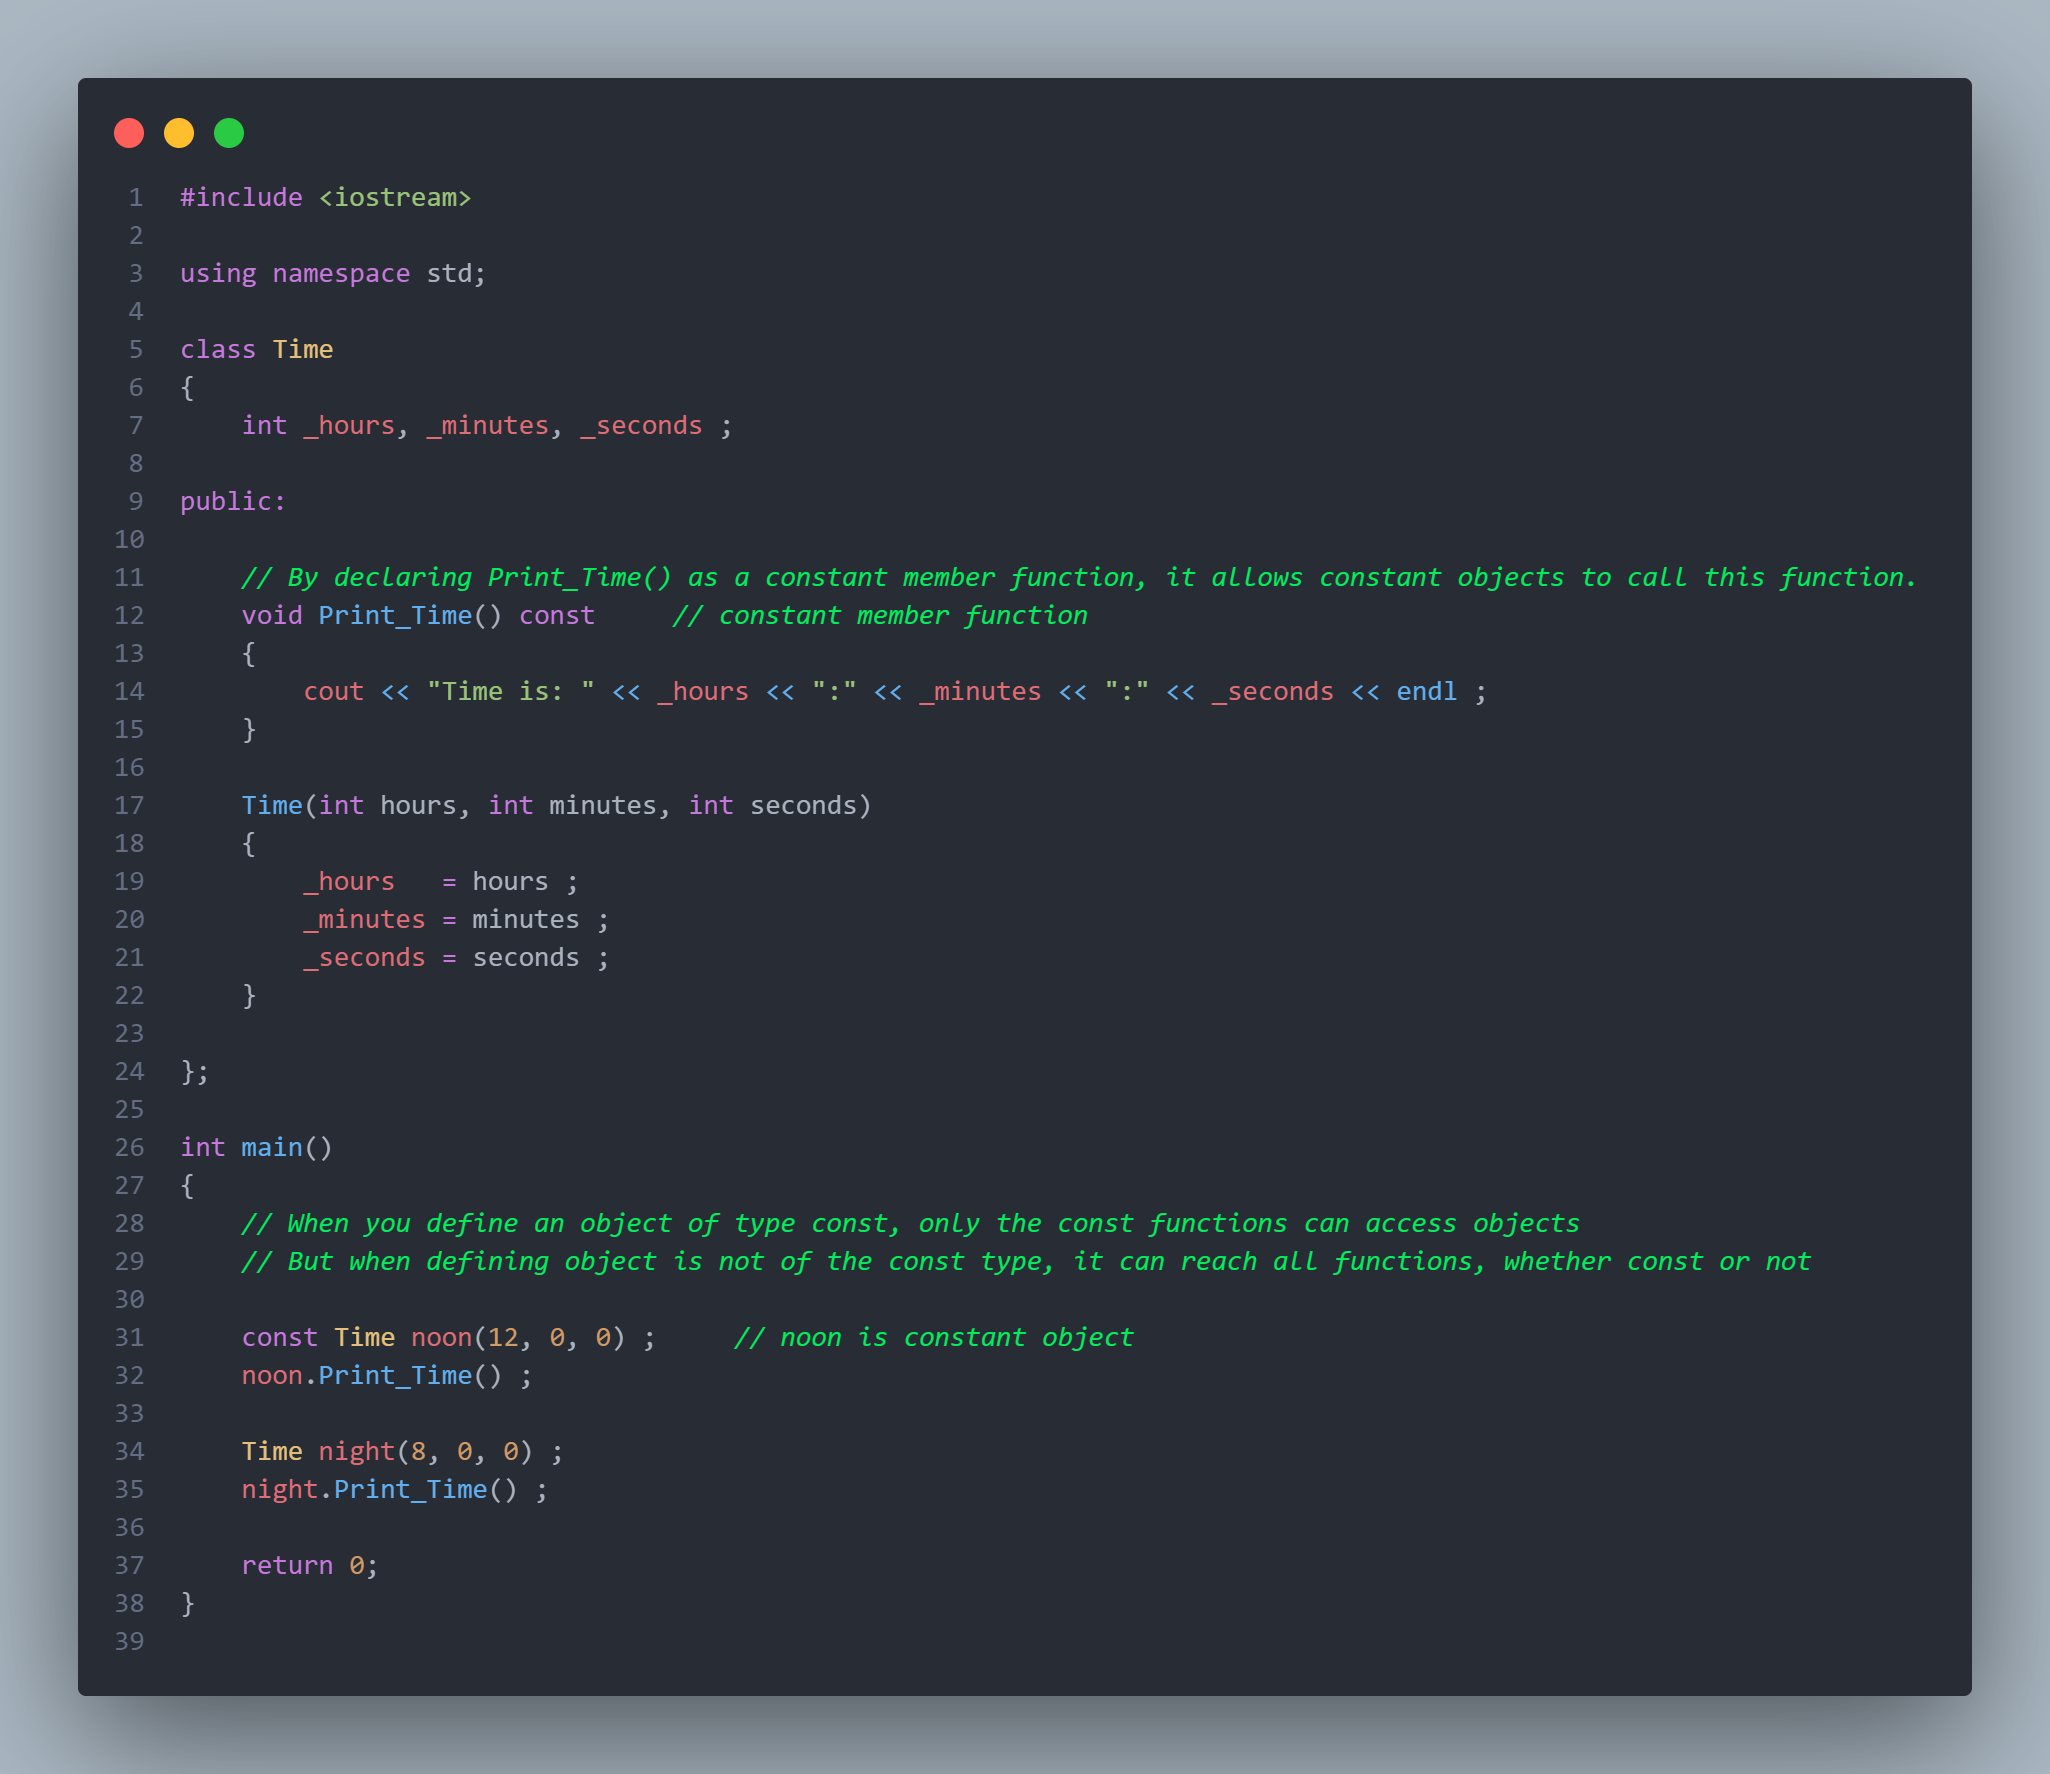 1 #include <iostream>
2
3 using namespace std;
4
5 class Time
6 {
7     int _hours, _minutes, _seconds ;
8
9 public:
10
11     // By declaring Print_Time() as a constant member function, it allows constant objects to call this function.
12     void Print_Time() const     // constant member function
13     {
14         cout << "Time is: " << _hours << ":" << _minutes << ":" << _seconds << endl ;
15     }
16
17     Time(int hours, int minutes, int seconds)
18     {
19         _hours   = hours ;
20         _minutes = minutes ;
21         _seconds = seconds ;
22     }
23
24 };
25
26 int main()
27 {
28     // When you define an object of type const, only the const functions can access objects
29     // But when defining object is not of the const type, it can reach all functions, whether const or not
30
31     const Time noon(12, 0, 0) ;     // noon is constant object
32     noon.Print_Time() ;
33
34     Time night(8, 0, 0) ;
35     night.Print_Time() ;
36
37     return 0;
38 }
39